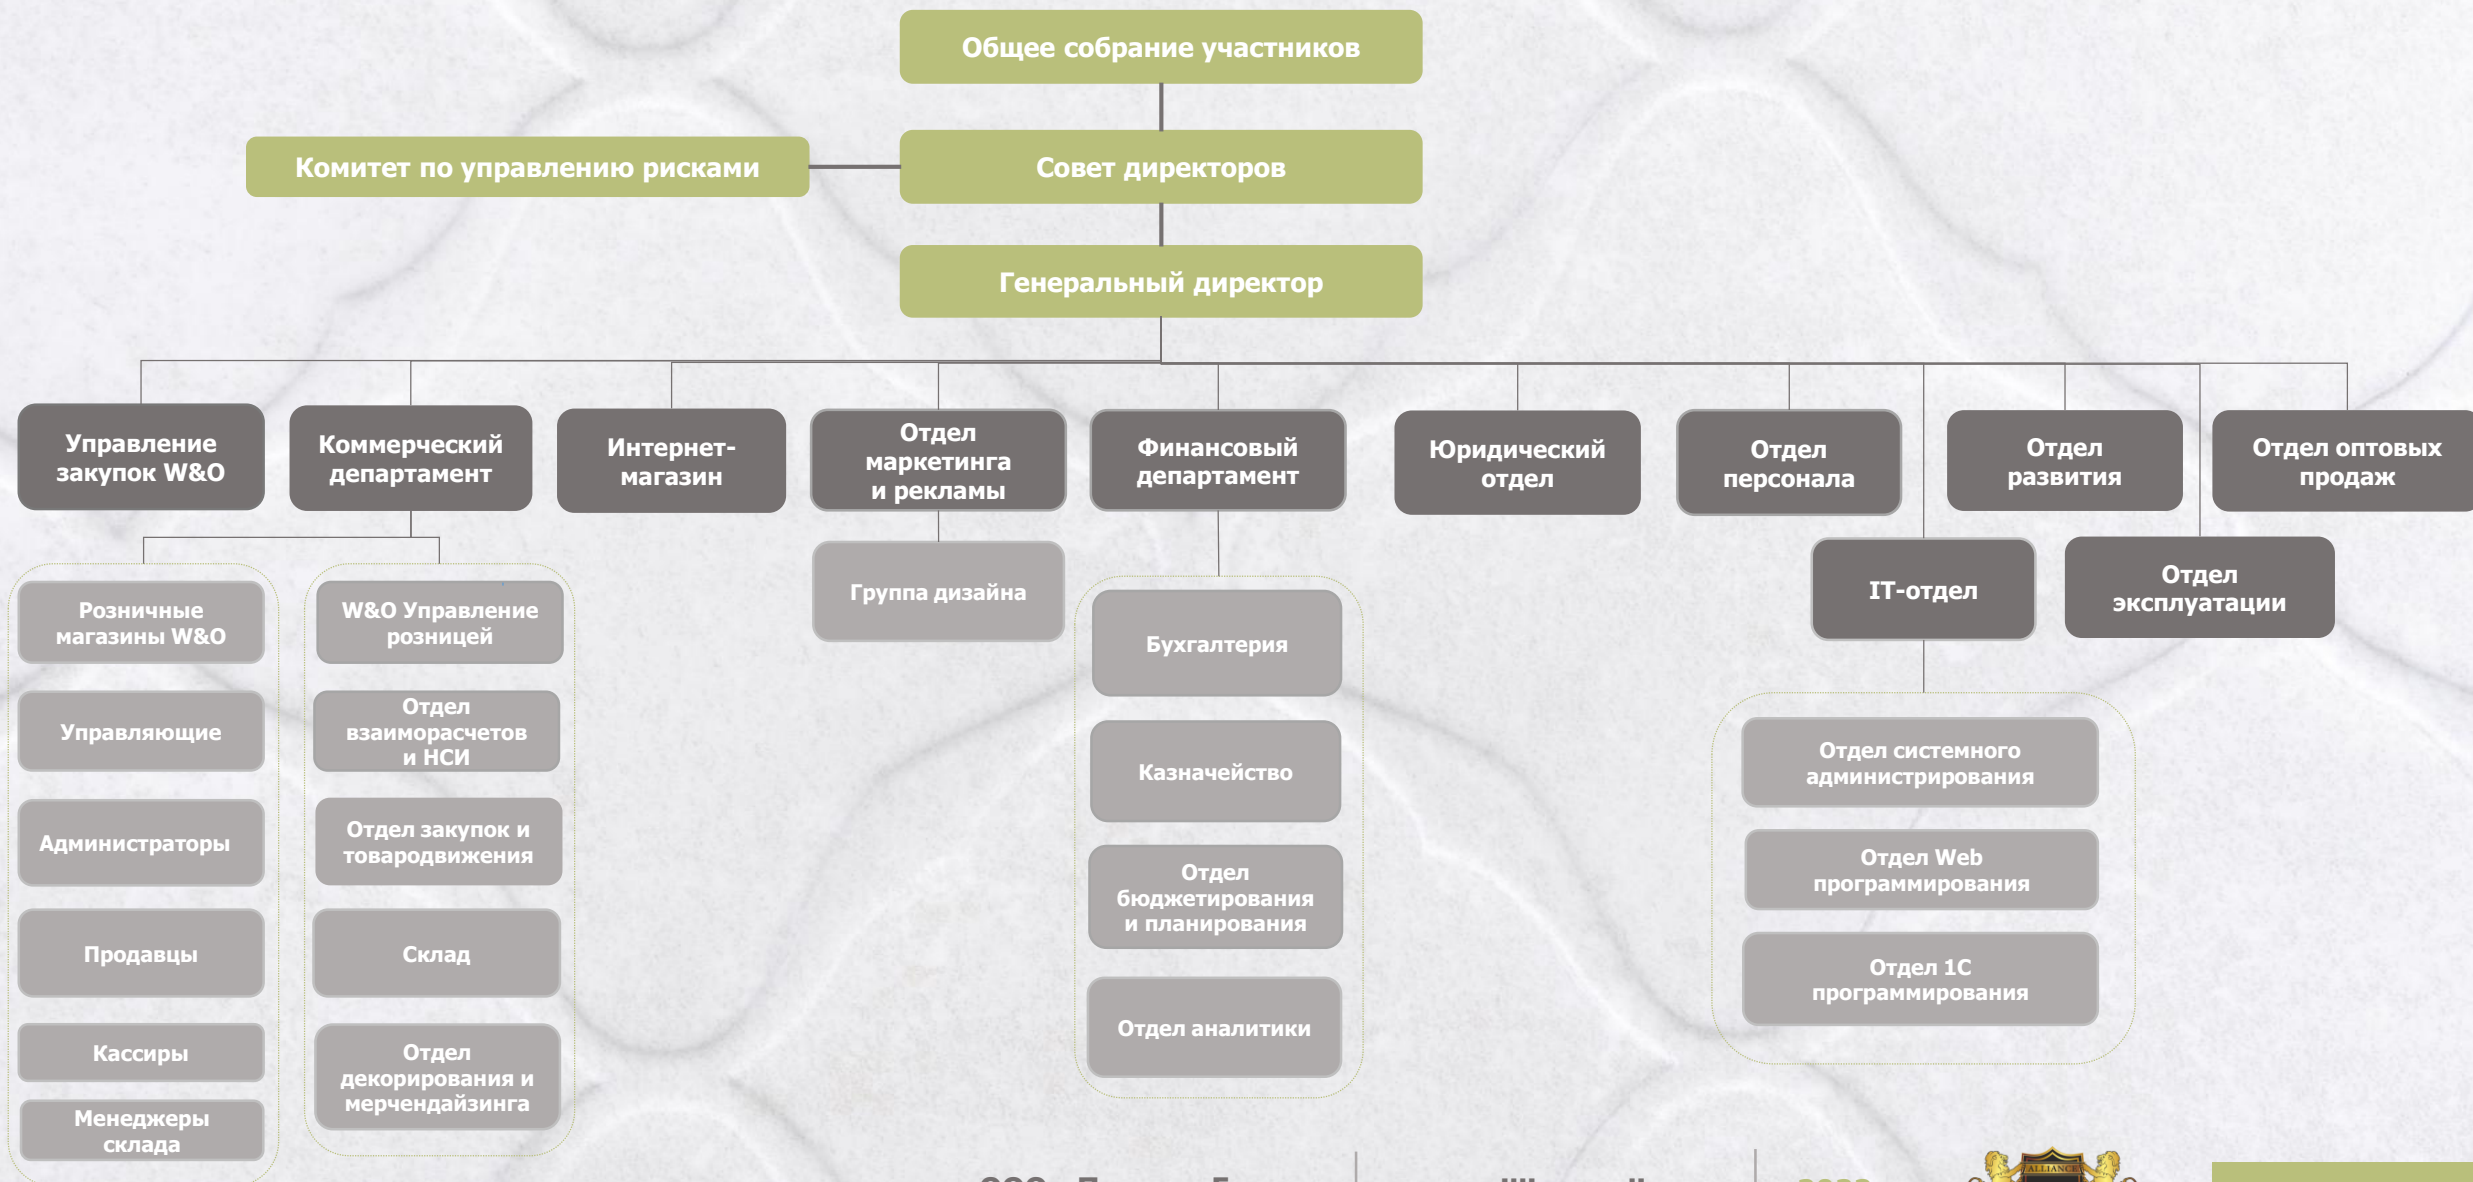 Общее собрание участников
Комитет по управлению рисками
Совет директоров
Генеральный директор
Управление
закупок W&O
Коммерческий
департамент
Интернет-
магазин
Отдел
маркетинга
и рекламы
Финансовый
департамент
Юридический
отдел
Отдел
персонала
Отдел
развития
Отдел оптовых
продаж
IT-отдел
Отдел
эксплуатации
Розничные
магазины W&O
Управляющие
Администраторы
Продавцы
Кассиры
Менеджеры
склада
W&O Управление
розницей
Отдел
взаиморасчетов
и НСИ
Отдел закупок и
товародвижения
Склад
Отдел
декорирования и
мерчендайзинга
Группа дизайна
Бухгалтерия
Казначейство
Отдел
бюджетирования
и планирования
Отдел аналитики
Отдел системного
администрирования
Отдел Web
программирования
Отдел 1С
программирования
ООО
ALLIANCE